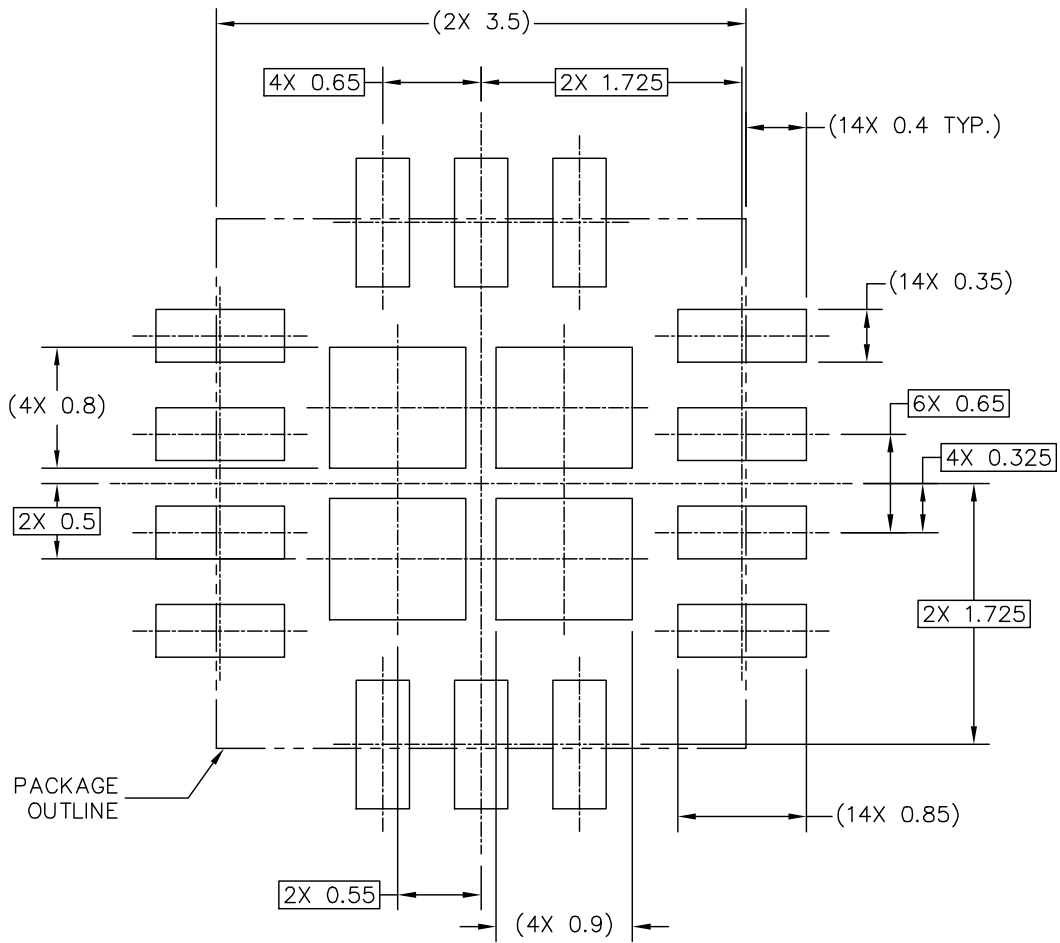 (2X 3.5)
4X 0.65
2X 1.725
(14X 0.4 TYP.)
(14X 0.35)
(4X 0.8)
6X 0.65
4X 0.325
2X 0.5
2X 1.725
PACKAGE
OUTLINE
(14X 0.85)
2X 0.55
(4X 0.9)